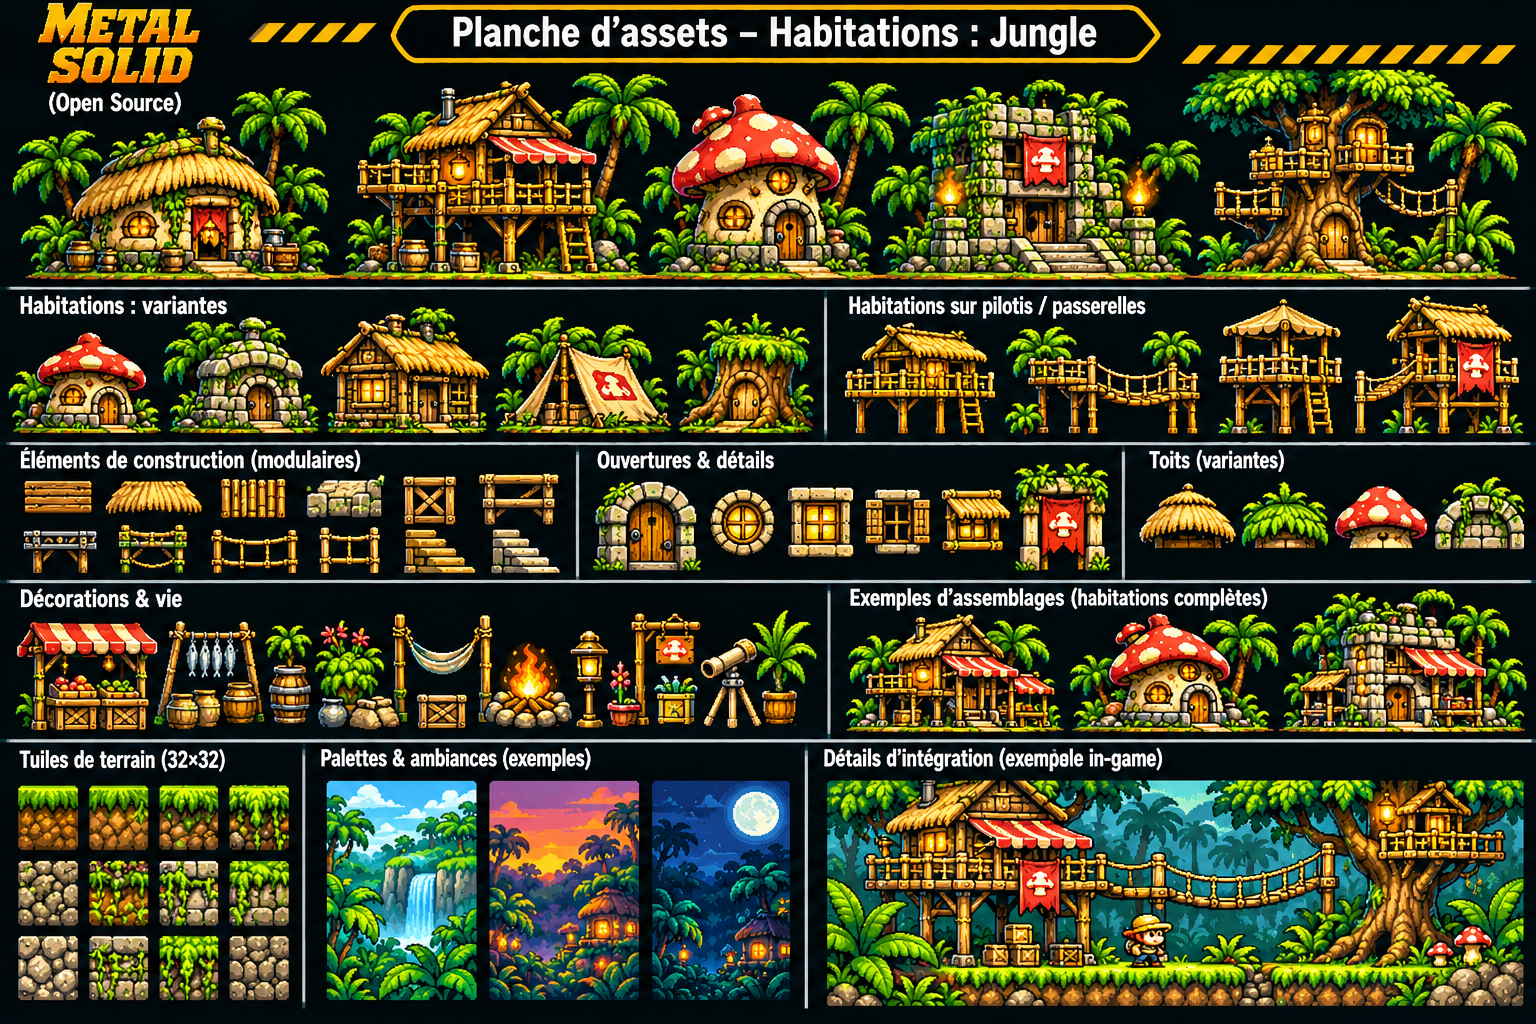 METAL
SOLID
(Open Source)
Planche d'assets – Habitations : Jungle
Habitations : variantes
Habitations sur pilotis / passerelles
Éléments de construction (modulaires)
Ouvertures & détails
Toits (variantes)
Décorations & vie
Exemples d'assemblages (habitations complètes)
Tuiles de terrain (32×32)
Palettes & ambiances (exemples)
Détails d'intégration (exemple in-game)